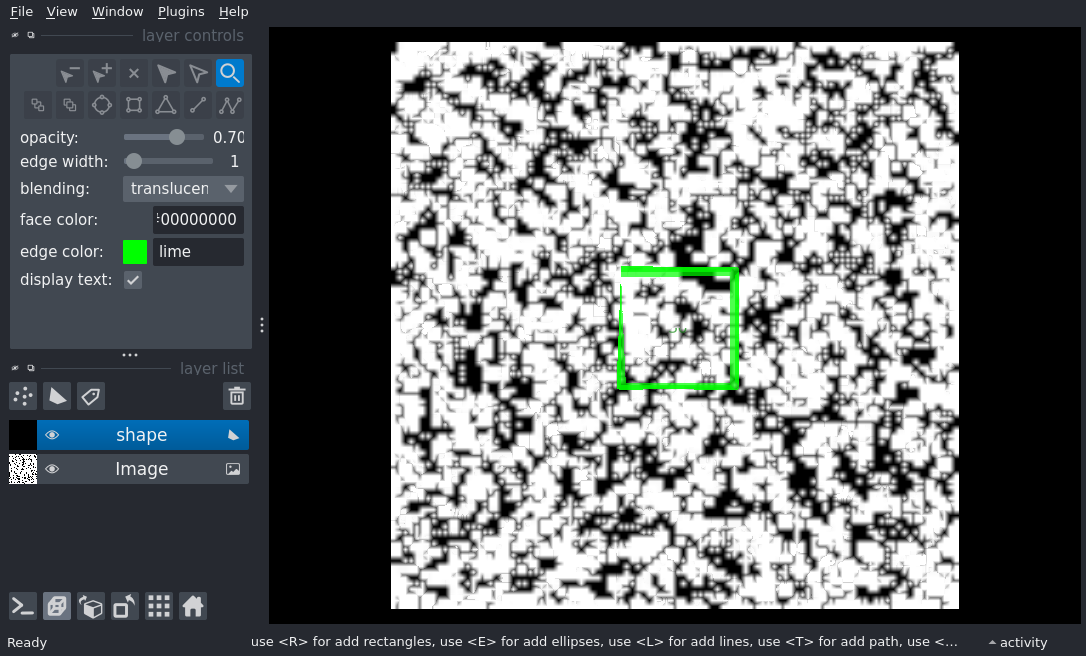 File View Window Plugins Help
layer controls
opacity: 0.70
edge width: 1
blending: translucen
face color: 00000000
edge color: lime
display text:
layer list
shape
Image
Ready use <R> for add rectangles, use <E> for add ellipses, use <L> for add lines, use <T> for add path, use <... activity